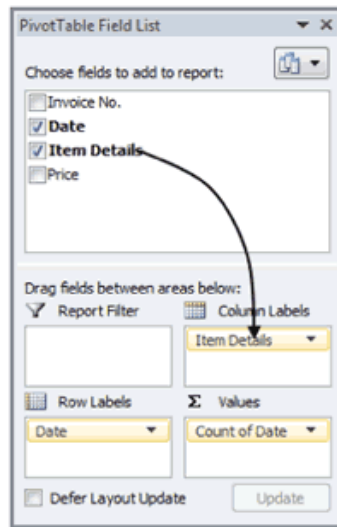 PivotTable Field List
Choose fields to add to report:
Invoice No.
Date
Item Details
Price
Drag fields between areas below:
Report Filter
Column Labels
Item Details
Row Labels
Σ Values
Date
Count of Date
Defer Layout Update
Update